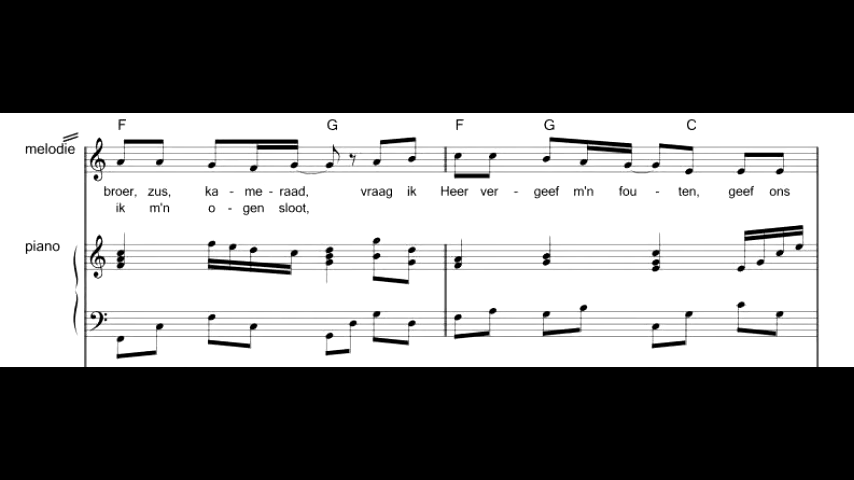 F G F G C
melodie
broer, zus, ka - me - raad, vraag ik Heer ver - geef m'n fou - ten, geef ons
ik m'n o - gen sloot,
piano